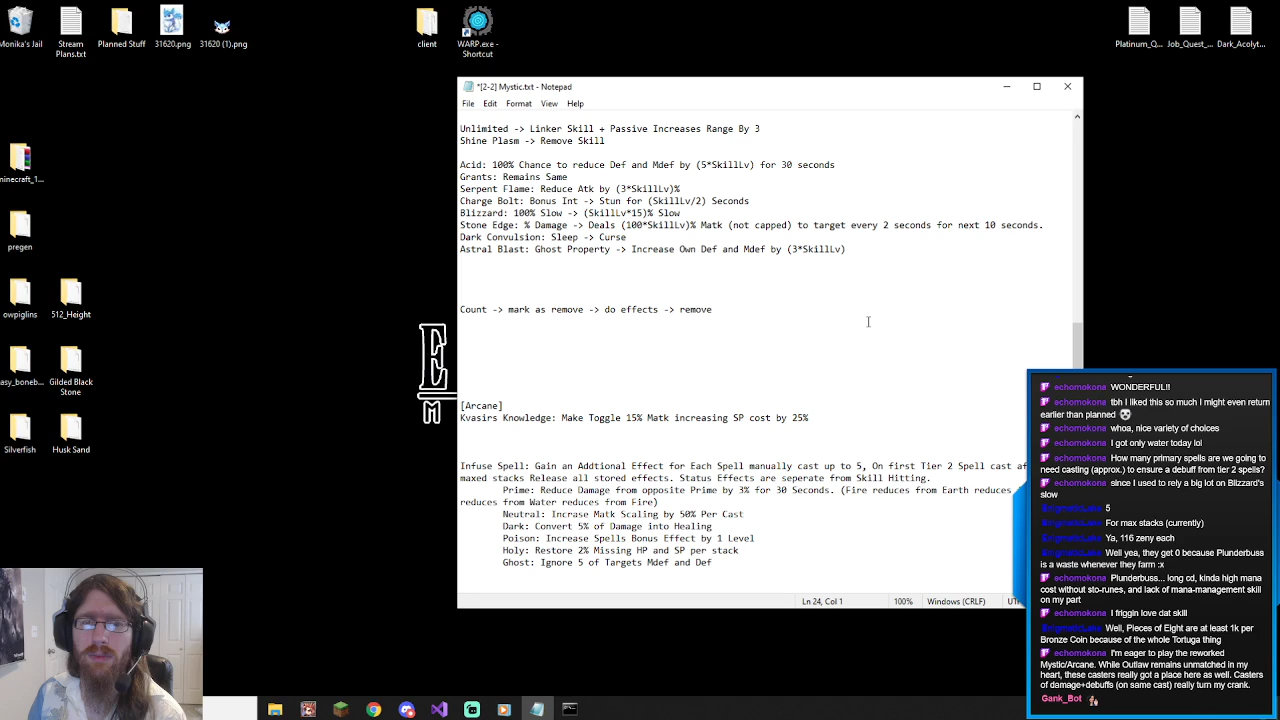 Monika's Jail
Stream Plans.txt
Planned Stuff
31620.png
31620 (1).png
client
WARP.exe - Shortcut
Platinum_Q...
Job_Quest_...
Dark_Acolyt...
minecraft_1...
pregen
owpiglins
512_Height
easy_boneb...
Gilded Black Stone
Silverfish
Husk Sand
E
M
*[2-2] Mystic.txt - Notepad
File Edit Format View Help
Unlimited -> Linker Skill + Passive Increases Range By 3
Shine Plasm -> Remove Skill
Acid: 100% Chance to reduce Def and Mdef by (5*SkillLv) for 30 seconds
Grants: Remains Same
Serpent Flame: Reduce Atk by (3*SkillLv)%
Charge Bolt: Bonus Int -> Stun for (SkillLv/2) Seconds
Blizzard: 100% Slow -> (SkillLv*15)% Slow
Stone Edge: % Damage -> Deals (100*SkillLv)% Matk (not capped) to target every 2 seconds for next 10 seconds.
Dark Convulsion: Sleep -> Curse
Astral Blast: Ghost Property -> Increase Own Def and Mdef by (3*SkillLv)
Count -> mark as remove -> do effects -> remove
[Arcane]
Kvasirs Knowledge: Make Toggle 15% Matk increasing SP cost by 25%
Infuse Spell: Gain an Addtional Effect for Each Spell manually cast up to 5, On first Tier 2 Spell cast af
maxed stacks Release all stored effects. Status Effects are seperate from Skill Hitting.
Prime: Reduce Damage from opposite Prime by 3% for 30 Seconds. (Fire reduces from Earth reduces
reduces from Water reduces from Fire)
Neutral: Increase Matk Scaling by 50% Per Cast
Dark: Convert 5% of Damage into Healing
Poison: Increase Spells Bonus Effect by 1 Level
Holy: Restore 2% Missing HP and SP per stack
Ghost: Ignore 5 of Targets Mdef and Def
Ln 24, Col 1
100%
Windows (CRLF)
UT
echomokona WONDERFUL!!
echomokona tbh I liked this so much I might even return
earlier than planned
echomokona whoa, nice variety of choices
echomokona I got only water today lol
echomokona How many primary spells are we going to
need casting (approx.) to ensure a debuff from tier 2 spells?
echomokona since I used to rely a big lot on Blizzard's
slow
5
For max stacks (currently)
Ya, 116 zeny each
Well yea, they get 0 because Plunderbuss
is a waste whenever they farm :x
echomokona Plunderbuss... long cd, kinda high mana
cost without sto-runes, and lack of mana-management skill
on my part
echomokona I friggin love dat skill
Well, Pieces of Eight are at least 1k per
Bronze Coin because of the whole Tortuga thing
echomokona I'm eager to play the reworked
Mystic/Arcane. While Outlaw remains unmatched in my
heart, these casters really got a place here as well. Casters
of damage+debuffs (on same cast) really turn my crank.
Gank_Bot